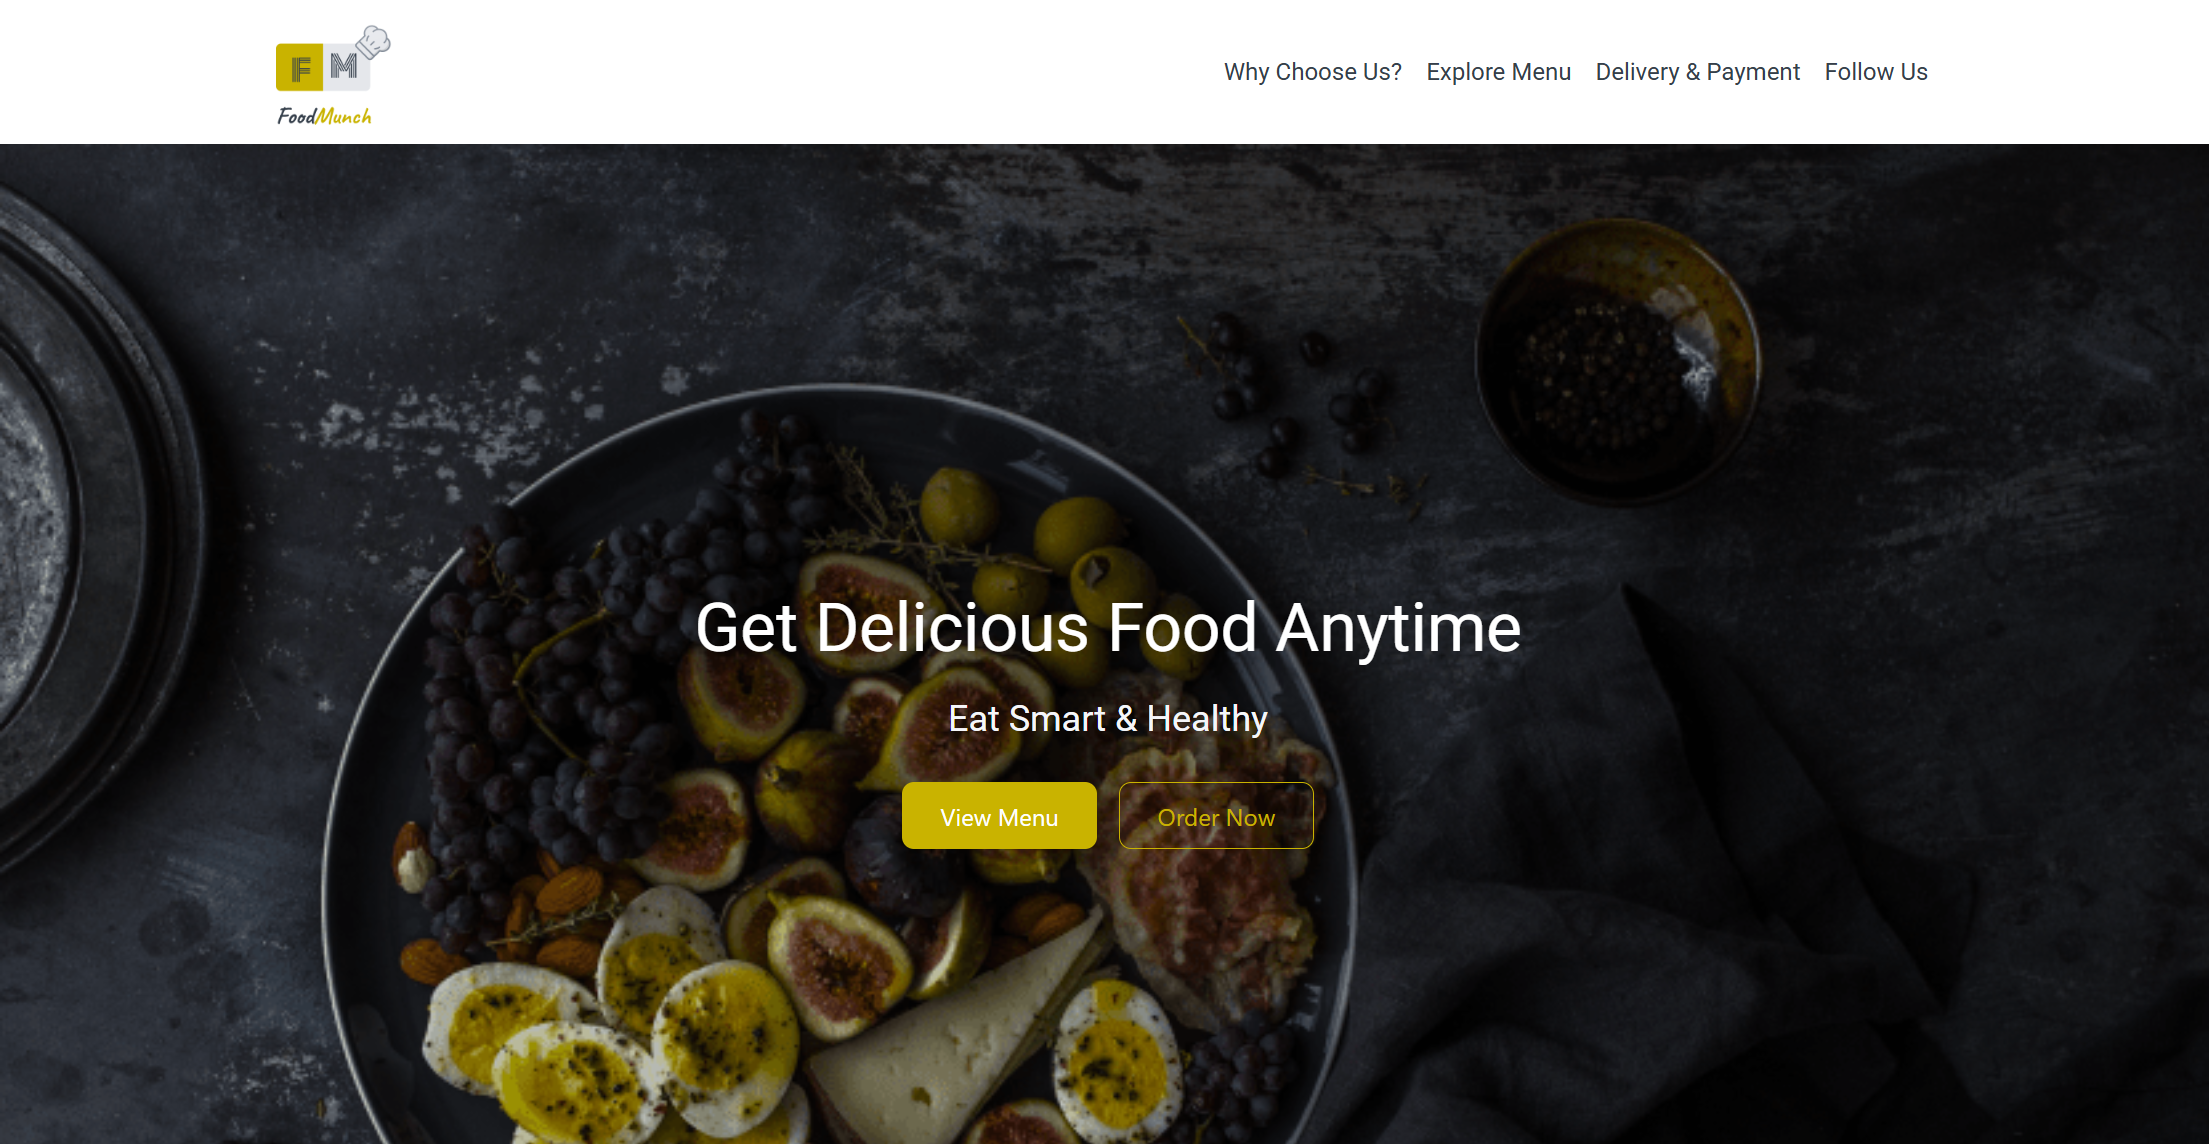 F M
FoodMunch
Why Choose Us? Explore Menu Delivery & Payment Follow Us
Get Delicious Food Anytime
Eat Smart & Healthy
View Menu Order Now